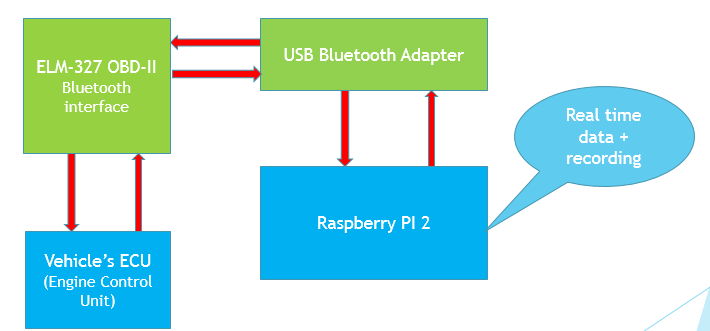 ELM-327 OBD-II
Bluetooth
interface
USB Bluetooth Adapter
Real time
data +
recording
Raspberry PI 2
Vehicle's ECU
(Engine Control
Unit)